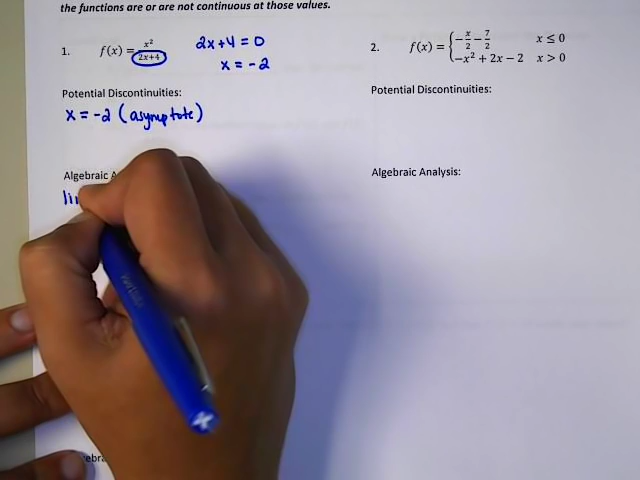 the functions are or are not continuous at those values.
1. f(x) = x²/(2x+4)
2x+4 = 0
x = -2
Potential Discontinuities:
x = -2 (asymptote)
Algebraic A
li
2. f(x) = { -x/2 - 7/2 x ≤ 0
-x² + 2x - 2 x > 0
Potential Discontinuities:
Algebraic Analysis: